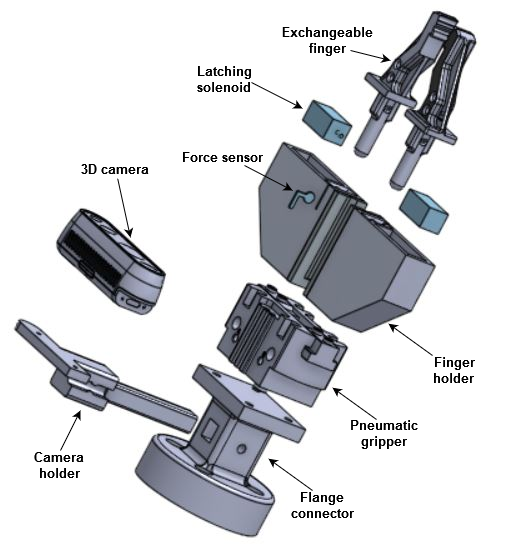 Exchangeable
finger
Latching
solenoid
Force sensor
3D camera
Finger
holder
Pneumatic
gripper
Camera
holder
Flange
connector